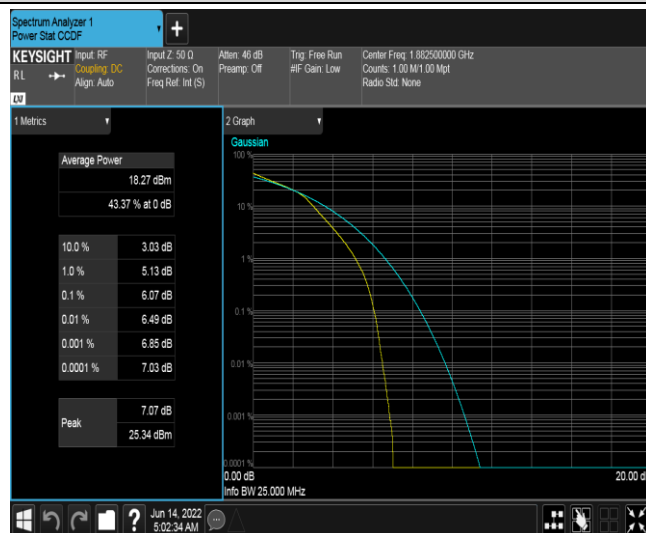 Spectrum Analyzer 1
Power Stat CCDF
+
KEYSIGHT
RL
Input: RF
Coupling: DC
Align: Auto
Input Z: 50 Ω
Corrections: On
Freq Ref: Int (S)
Atten: 46 dB
Preamp: Off
Trig: Free Run
#IF Gain: Low
Center Freq: 1.882500000 GHz
Counts: 1.00 M/1.00 Mpt
Radio Std: None
LXI
1 Metrics
Average Power
18.27 dBm
43.37 % at 0 dB
10.0 % 3.03 dB
1.0 % 5.13 dB
0.1 % 6.07 dB
0.01 % 6.49 dB
0.001 % 6.85 dB
0.0001 % 7.03 dB
Peak
7.07 dB
25.34 dBm
2 Graph
Gaussian
100 %
10 %
1 %
0.1 %
0.01 %
0.001 %
0.0001 %
0.00 dB
20.00 d
Info BW 25.000 MHz
?
Jun 14, 2022
5:02:34 AM